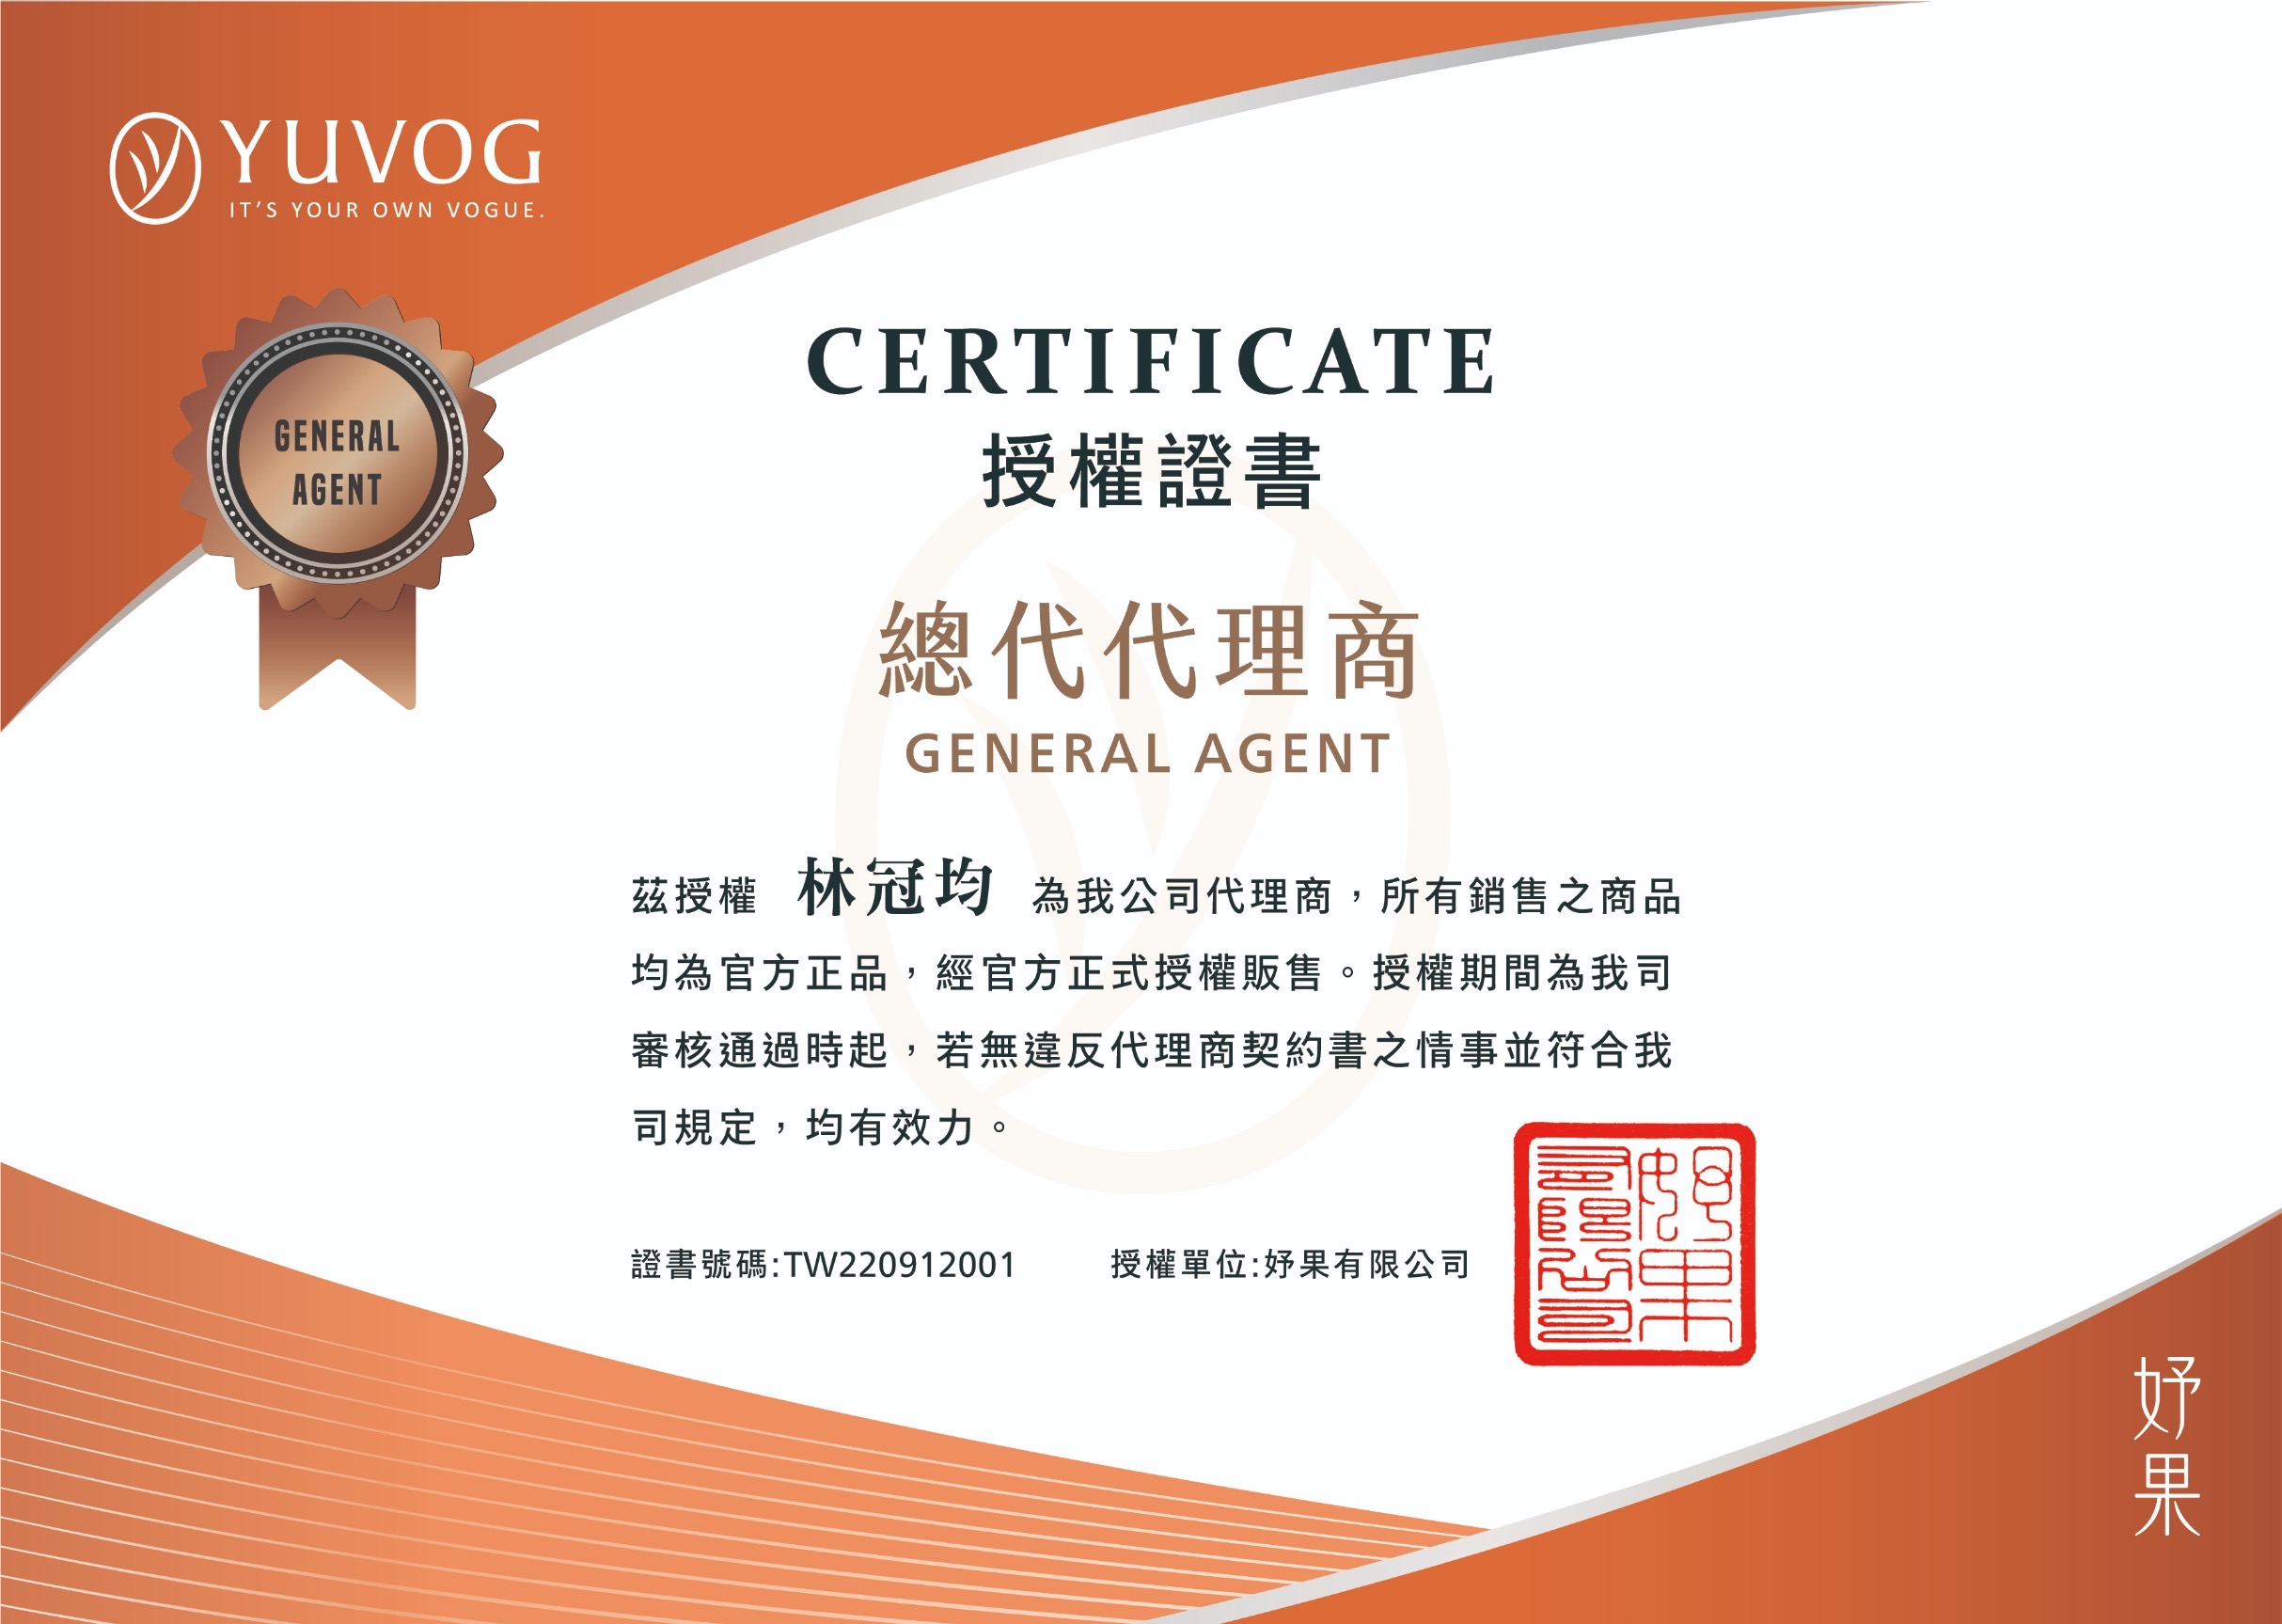 YUVOG
IT'S YOUR OWN VOGUE.
GENERAL
AGENT
CERTIFICATE
授權證書
總代代理商
GENERAL AGENT
茲授權 林冠均 為我公司代理商，所有銷售之商品
均為官方正品，經官方正式授權販售。授權期間為我司
審核通過時起，若無違反代理商契約書之情事並符合我
司規定，均有效力。
證書號碼:TW220912001 授權單位:妤果有限公司
妤果
有限公司
妤
果